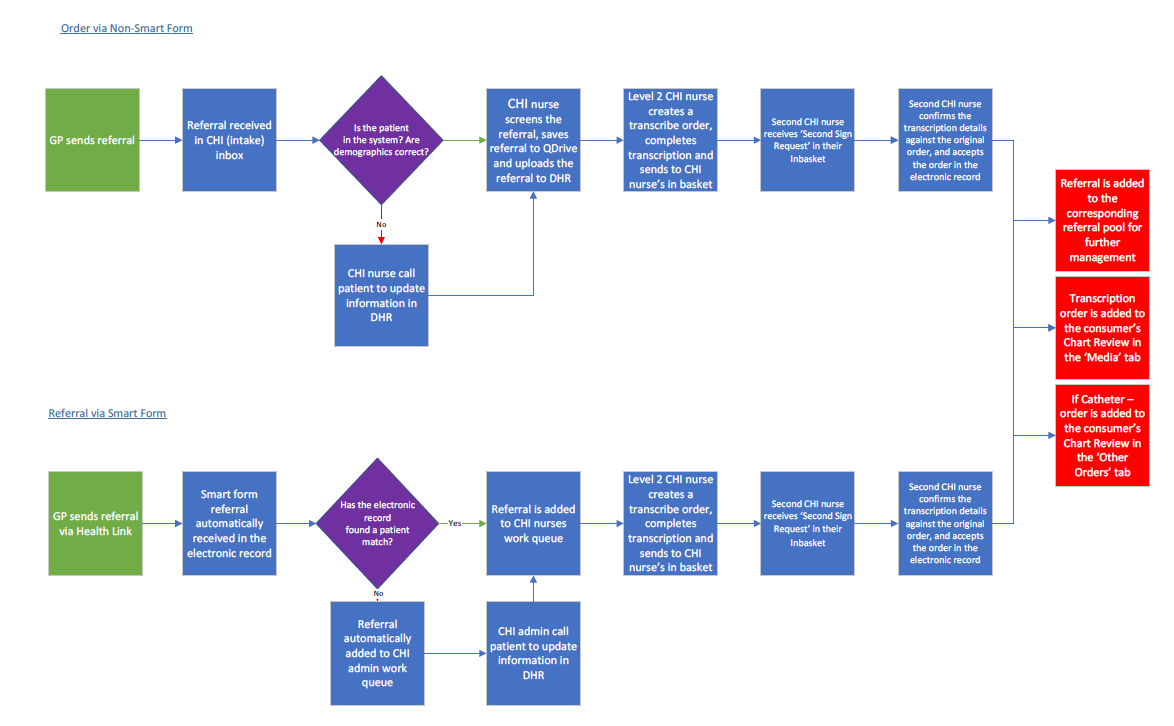 Order via Non-Smart Form
GP sends referral
Referral received
in CHI (intake)
inbox
Is the patient
in the system? Are
demographics correct?
No
CHI nurse call
patient to update
information in
DHR
CHI nurse
screens the
referral, saves
referral to QDrive
and uploads the
referral to DHR
Level 2 CHI nurse
creates a
transcribe order,
completes
transcription and
sends to CHI
nurse's in basket
Second CHI nurse
receives 'Second Sign
Request' in their
Inbasket
Second CHI nurse
confirms the
transcription details
against the original
order, and accepts
the order in the
electronic record
Referral is added
to the
corresponding
referral pool for
further
management
Transcription
order is added to
the consumer's
Chart Review in
the 'Media' tab
If Catheter –
order is added to
the consumer's
Chart Review in
the 'Other
Orders' tab
Referral via Smart Form
GP sends referral
via Health Link
Smart form
referral
automatically
received in the
electronic record
Has the electronic
record
found a patient
match?
Yes
No
Referral
automatically
added to CHI
admin work
queue
CHI admin call
patient to update
information in
DHR
Referral is added
to CHI nurses
work queue
Level 2 CHI nurse
creates a
transcribe order,
completes
transcription and
sends to CHI
nurse's in basket
Second CHI nurse
receives 'Second Sign
Request' in their
Inbasket
Second CHI nurse
confirms the
transcription details
against the original
order, and accepts
the order in the
electronic record